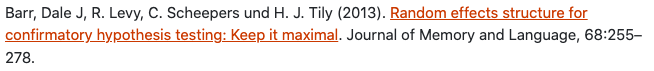 Barr, Dale J, R. Levy, C. Scheepers und H. J. Tily (2013). Random effects structure for
confirmatory hypothesis testing: Keep it maximal. Journal of Memory and Language, 68:255–
278.